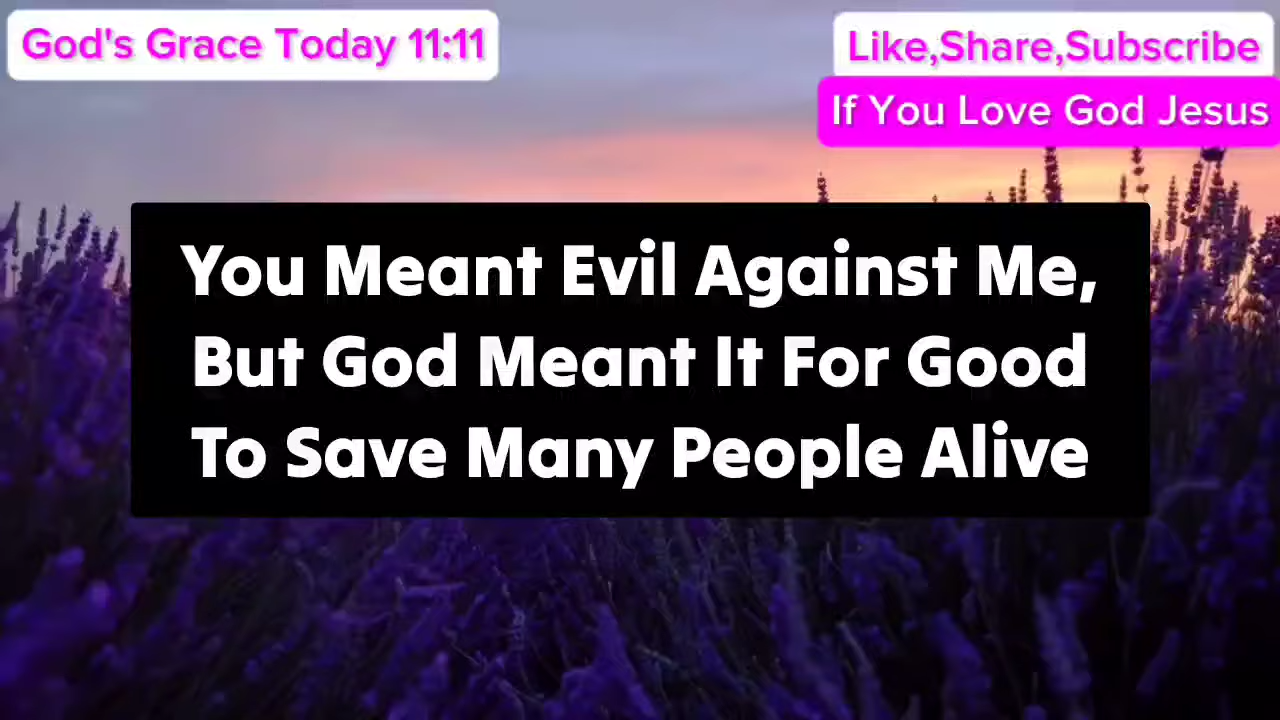 God's Grace Today 11:11
Like,Share,Subscribe
If You Love God Jesus
You Meant Evil Against Me,
But God Meant It For Good
To Save Many People Alive